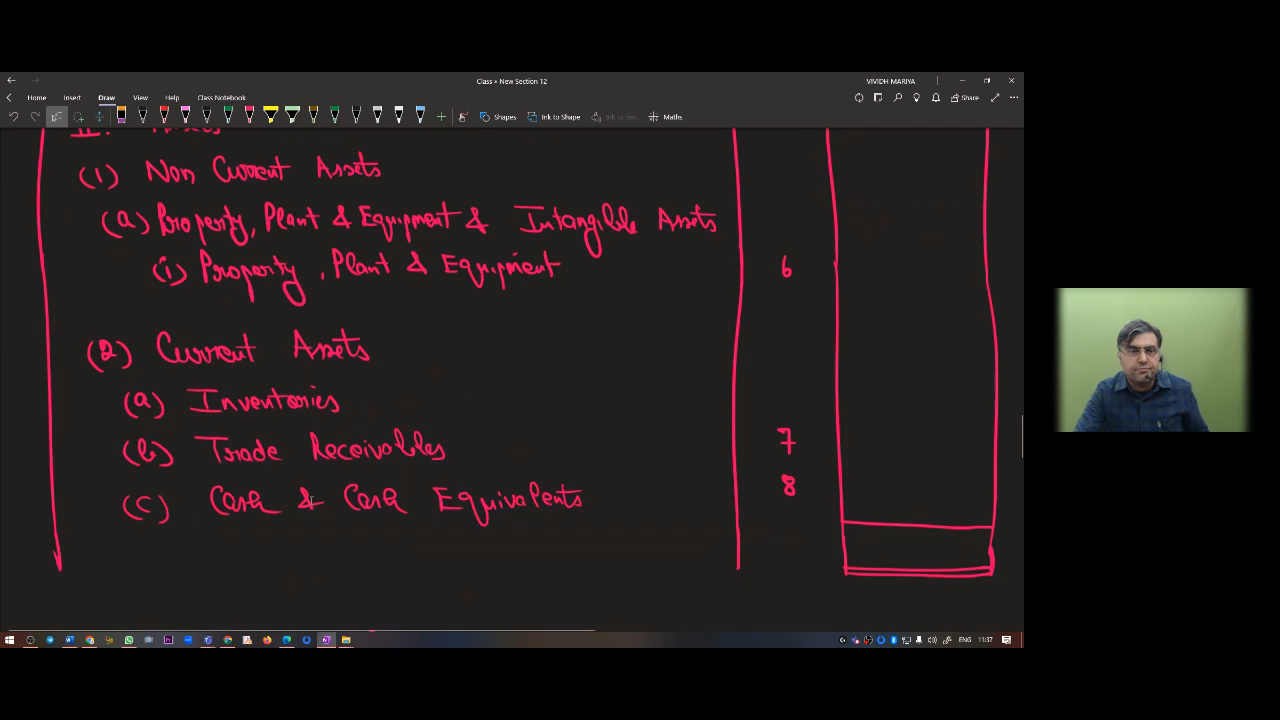 Class » New Section 12
VIVIDH MARIYA
Home Insert Draw View Help Class Notebook
Share
Shapes Ink to Shape Ink to Text Maths
II. Assets
(1) Non Current Assets
(a) Property, Plant & Equipment & Intangible Assets
(i) Property, Plant & Equipment 6
(2) Current Assets
(a) Inventories
(b) Trade Receivables 7
(c) Cash & Cash Equivalents 8
ENG 11:37